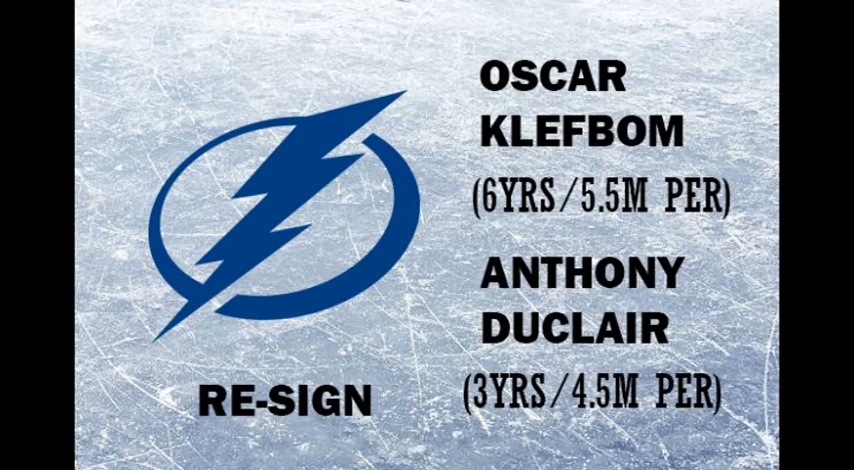 OSCAR
KLEFBOM
(6YRS/5.5M PER)
ANTHONY
DUCLAIR
(3YRS/4.5M PER)
RE-SIGN